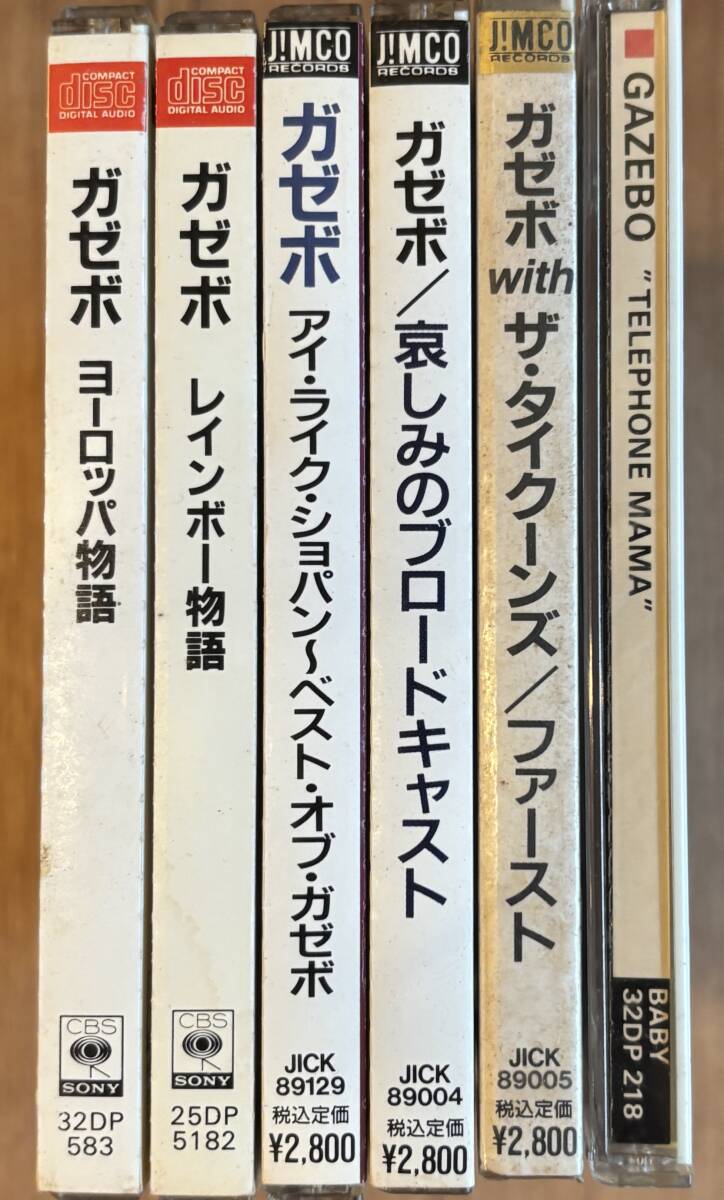 COMPACT
disc
DIGITAL AUDIO
ガゼボ ヨーロッパ物語
CBS
SONY
32DP
583
COMPACT
disc
DIGITAL AUDIO
ガゼボ レインボー物語
CBS
SONY
25DP
5182
J!MCO
RECORDS
ガゼボ アイ・ライク・ショパン〜ベスト・オブ・ガゼボ
JICK
89129
税込定価
¥2,800
J!MCO
RECORDS
ガゼボ/哀しみのブロードキャスト
JICK
89004
税込定価
¥2,800
J!MCO
RECORDS
ガゼボ with ザ・タイクーンズ/ファースト
JICK
89005
税込定価
¥2,800
GAZEBO "TELEPHONE MAMA"
BABY
32DP 218